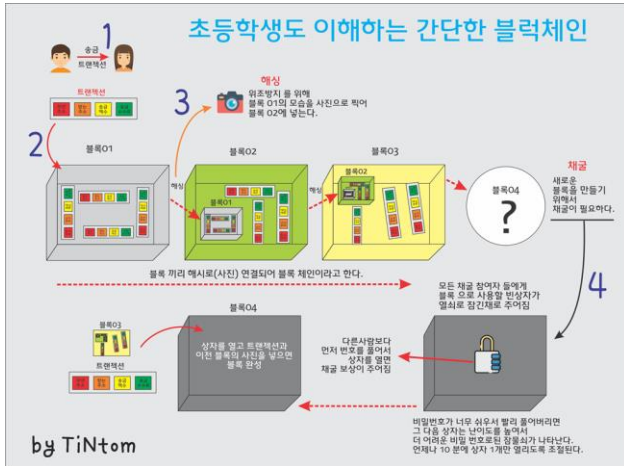 초등학생도 이해하는 간단한 블럭체인
1
송금
트랜잭션
트랜잭션
2
3
해싱
위조방지 를 위해
블록 01의 모습을 사진으로 찍어
블록 02에 넣는다.
블록01
해싱
블록02
블록01
해싱
블록03
블록02
블록04
?
채굴
새로운
블록을 만들기
위해서
채굴이 필요하다.
블록 끼리 해시로(사진) 연결되어 블록 체인이라고 한다.
4
모든 채굴 참여자 들에게
블록 으로 사용할 빈상자가
열쇠로 잠긴채로 주어짐
블록03
트랜잭션
블록04
상자를 열고 트랜잭션과
이전 블록의 사진을 넣으면
블록 완성
다른사람보다
먼저 번호를 풀어서
상자를 열면
채굴 보상이 주어짐
비밀번호가 너무 쉬우서 빨리 풀어버리면
그 다음 상자는 난이도를 높여서
더 어려운 비밀 번호로된 잠물쇠가 나타난다.
언제나 10 분에 상자 1개만 열리도록 조절된다.
by TiNtom